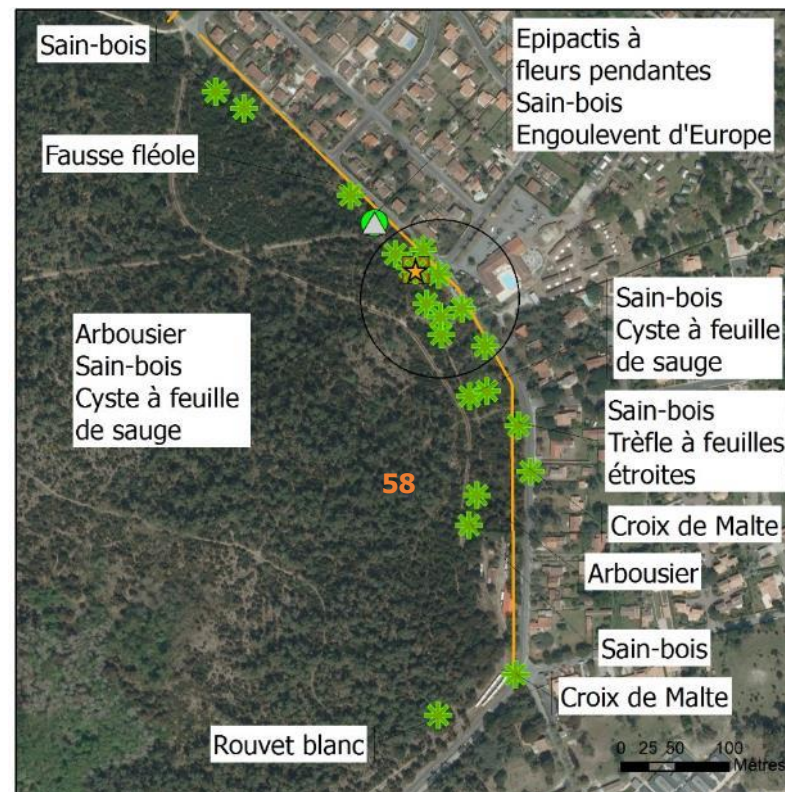 Sain-bois
Epipactis à
fleurs pendantes
Sain-bois
Engoulevent d'Europe
Fausse fléole
Arbousier
Sain-bois
Cyste à feuille
de sauge
Sain-bois
Cyste à feuille
de sauge
Sain-bois
Trèfle à feuilles
étroites
58
Croix de Malte
Arbousier
Sain-bois
Croix de Malte
Rouvet blanc
0 25 50 100
Mètres